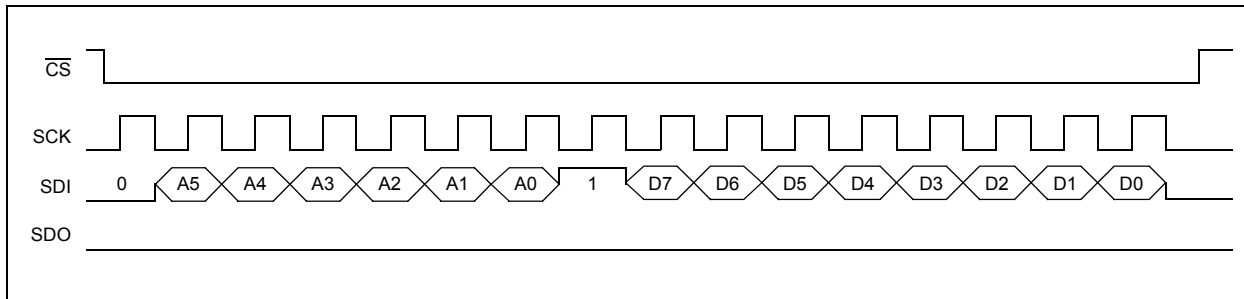 C̅S̅
SCK
SDI 0 A5 A4 A3 A2 A1 A0 1 D7 D6 D5 D4 D3 D2 D1 D0
SDO